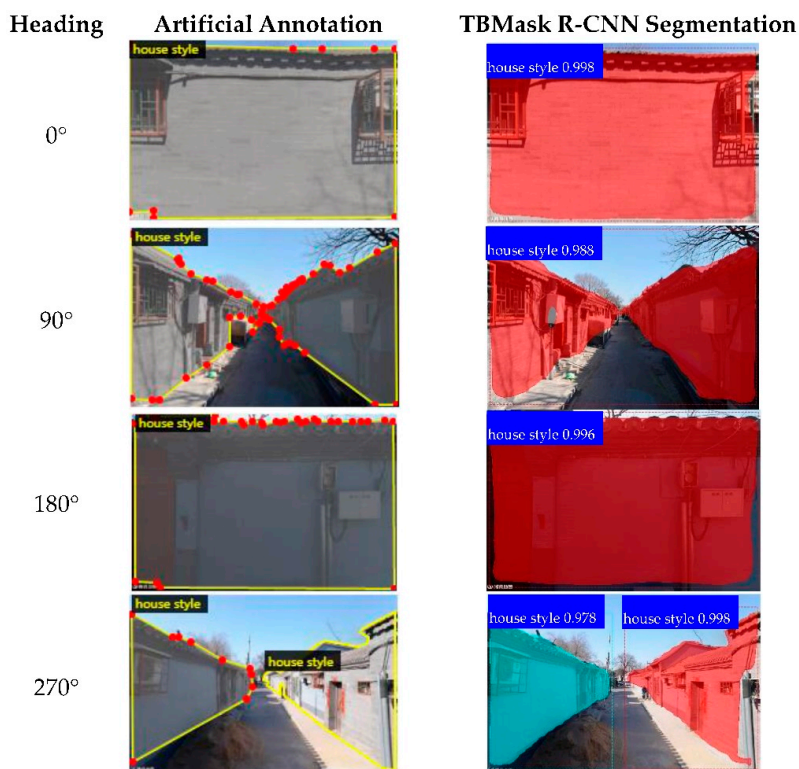 Heading Artificial Annotation TBMask R-CNN Segmentation
house style
house style 0.998
0°
house style
house style 0.988
90°
house style
house style 0.996
180°
house style
house style 0.978 house style 0.998
house style
270°